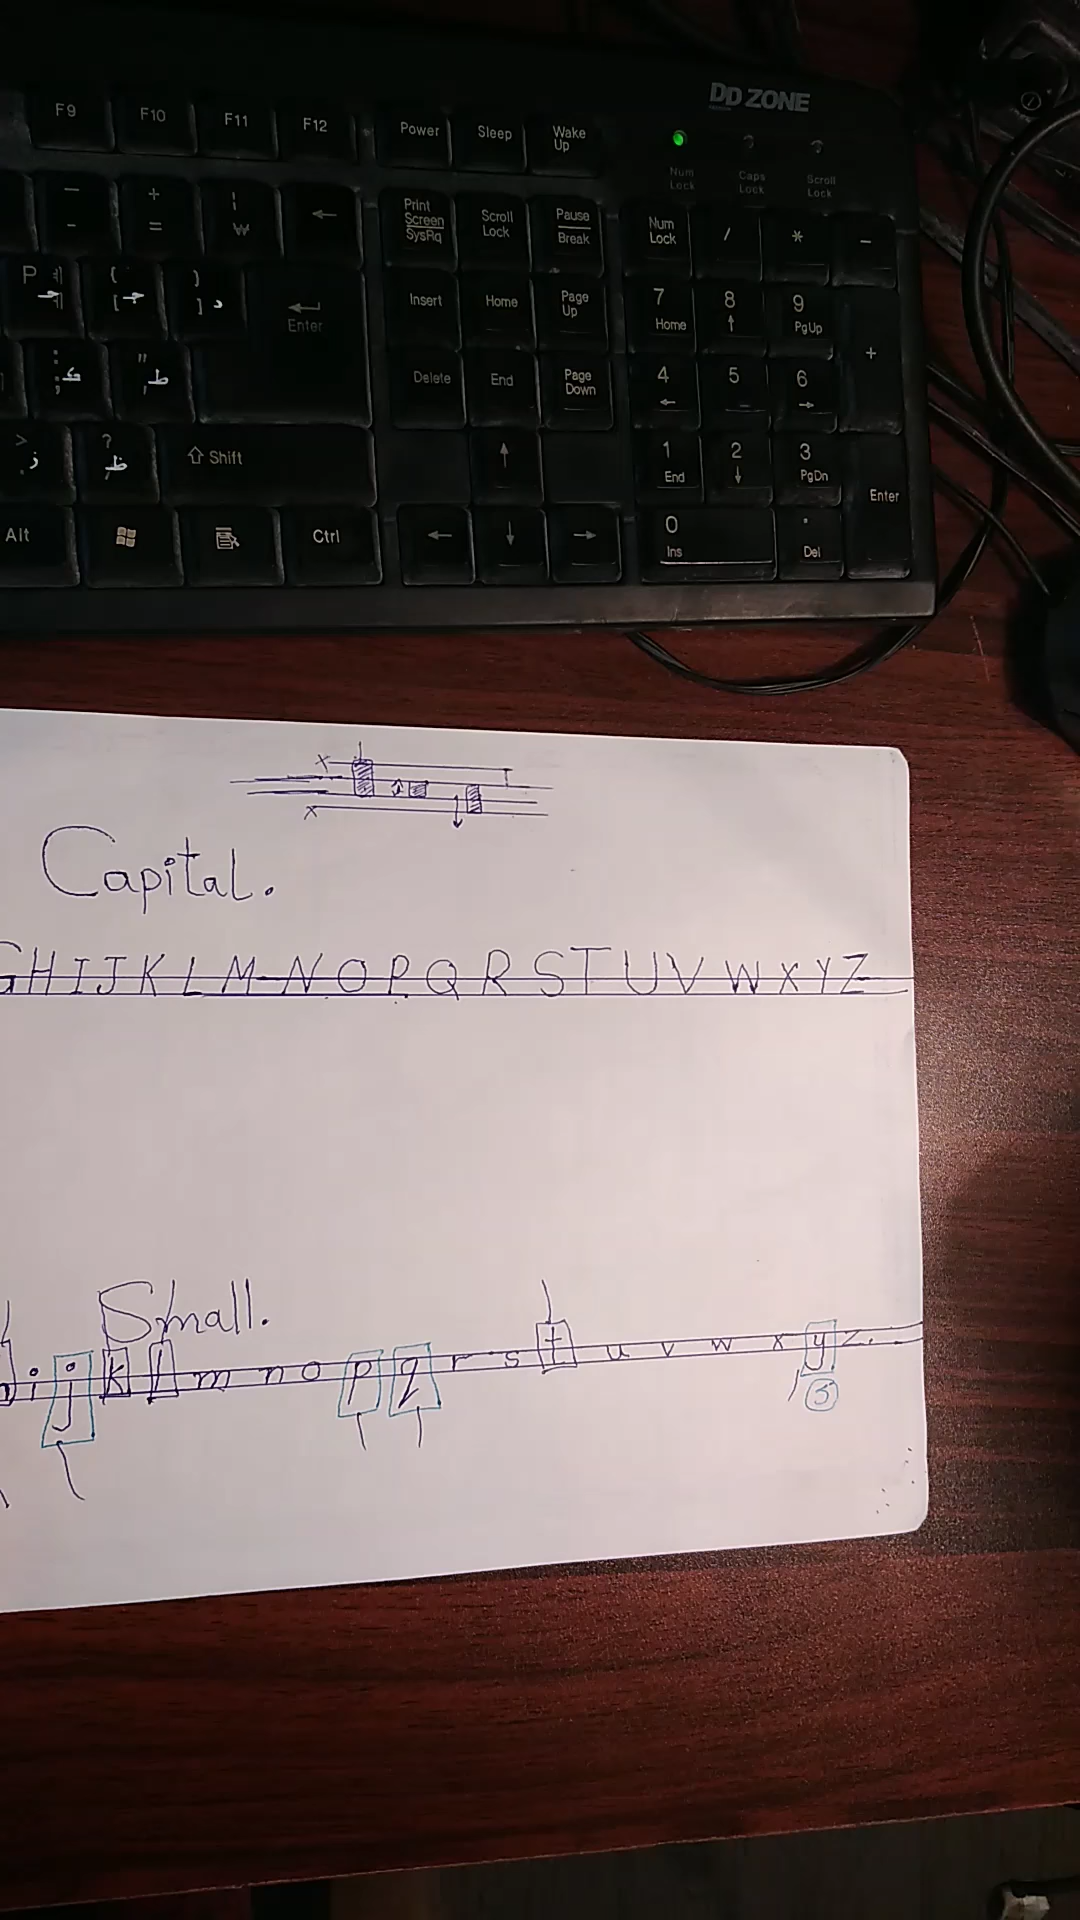 DD ZONE
F9 F10 F11 F12 Power Sleep Wake Up
Num Lock Caps Lock Scroll Lock
- - + = ¦ ₩ ← Print Screen SysRq Scroll Lock Pause Break Num Lock / * -
P { [ } ] د Enter Insert Home Page Up 7 Home 8 ↑ 9 PgUp +
: ; ك " ' ط Delete End Page Down 4 ← 5 6 →
> . ز ? / ظ ⇧ Shift ↑ 1 End 2 ↓ 3 PgDn Enter
Alt Ctrl ← ↓ → 0 Ins . Del
x
x
Capital.
G H I J K L M N O P Q R S T U V W X Y Z
Small.
i j k l m n o p q r s t u v w x y z.
5